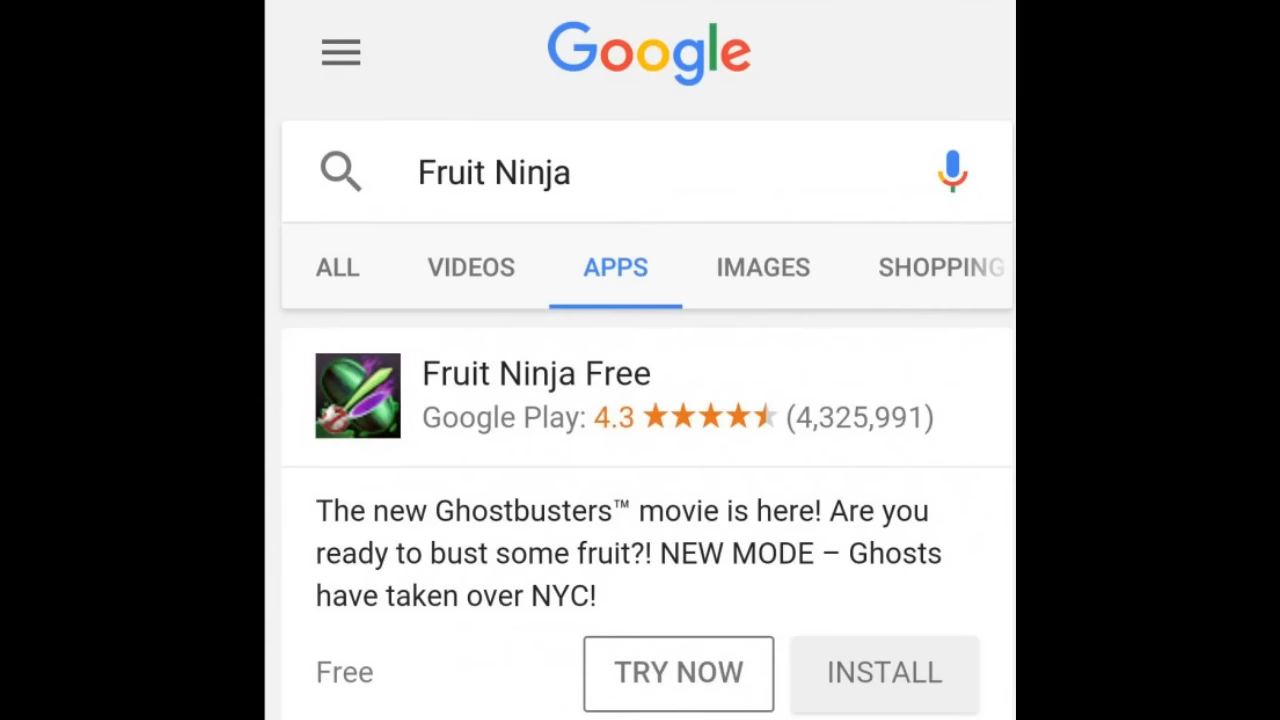 Google
Fruit Ninja
ALL VIDEOS APPS IMAGES SHOPPING
Fruit Ninja Free
Google Play: 4.3 (4,325,991)
The new Ghostbusters™ movie is here! Are you
ready to bust some fruit?! NEW MODE – Ghosts
have taken over NYC!
Free TRY NOW INSTALL